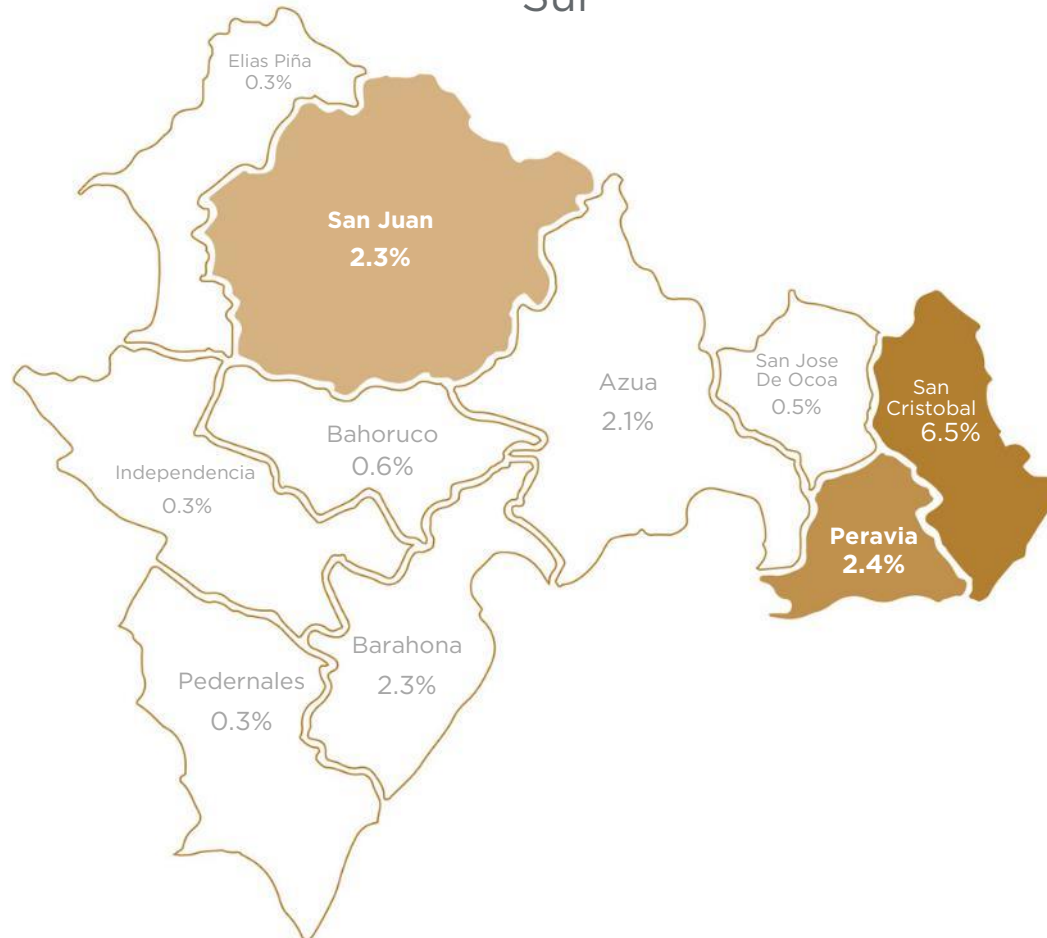 Sur
Elias Piña
0.3%
San Juan
2.3%
Azua
2.1%
San Jose
De Ocoa
0.5%
San
Cristobal
6.5%
Bahoruco
0.6%
Independencia
0.3%
Peravia
2.4%
Barahona
2.3%
Pedernales
0.3%